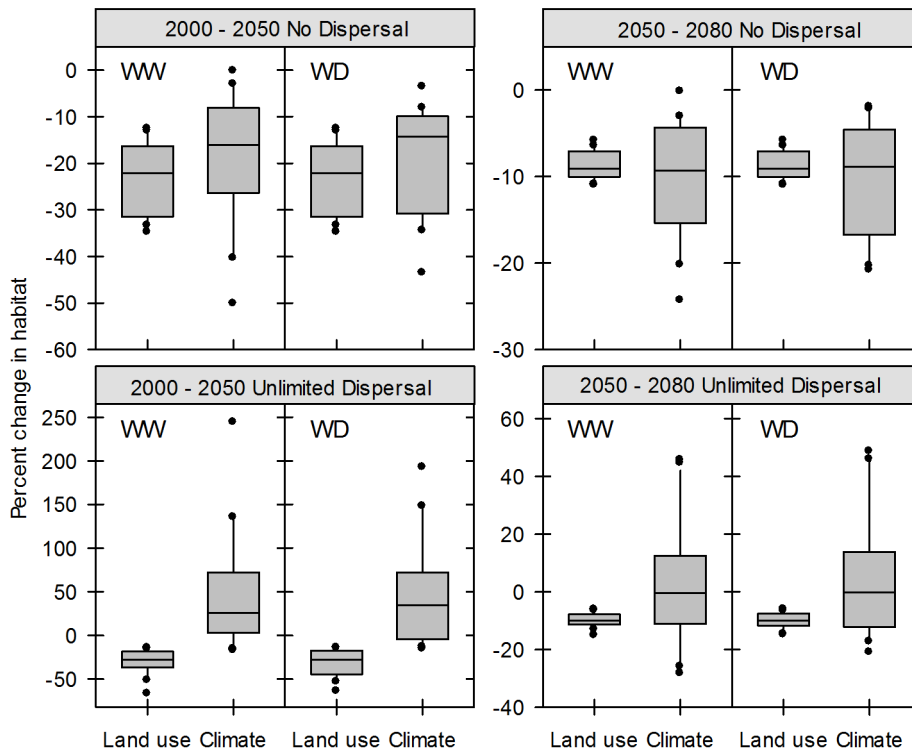 2000 - 2050 No Dispersal
WW
WD
0
-10
-20
-30
-40
-50
-60
2050 - 2080 No Dispersal
WW
WD
0
-10
-20
-30
Percent change in habitat
2000 - 2050 Unlimited Dispersal
WW
WD
250
200
150
100
50
0
-50
2050 - 2080 Unlimited Dispersal
WW
WD
60
40
20
0
-20
-40
Land use Climate Land use Climate Land use Climate Land use Climate